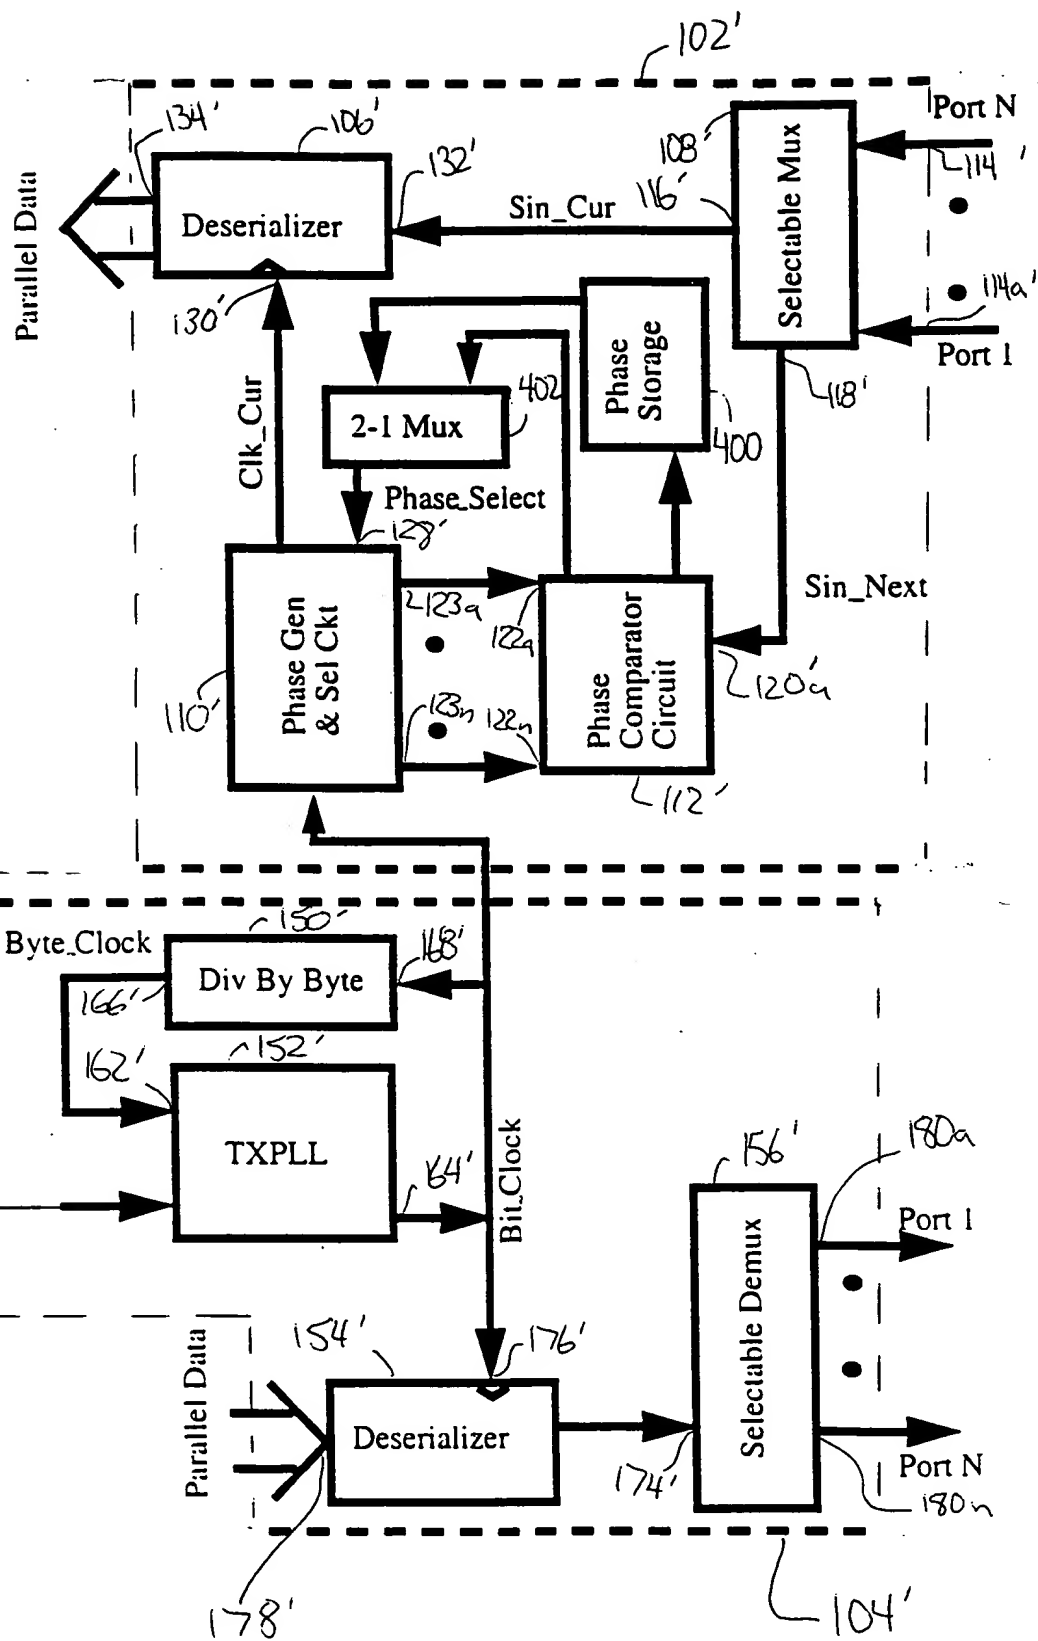 102'
134'
106'
132'
Parallel Data
Deserializer
130'
Sin_Cur
108'
116'
Selectable Mux
Port N
114'
114a'
Port 1
118'
Clk_Cur
2-1 Mux
402
Phase
Storage
400
Phase_Select
128'
Sin_Next
110'
Phase Gen
& Sel Ckt
123a
122a
123n
122n
Phase
Comparator
Circuit
120'a
112'
Byte_Clock
150'
Div By Byte
168'
166'
162'
152'
TXPLL
164'
Bit_Clock
156'
180a
Selectable Demux
Port 1
Port N
180n
154'
176'
Parallel Data
Deserializer
174'
178'
104'